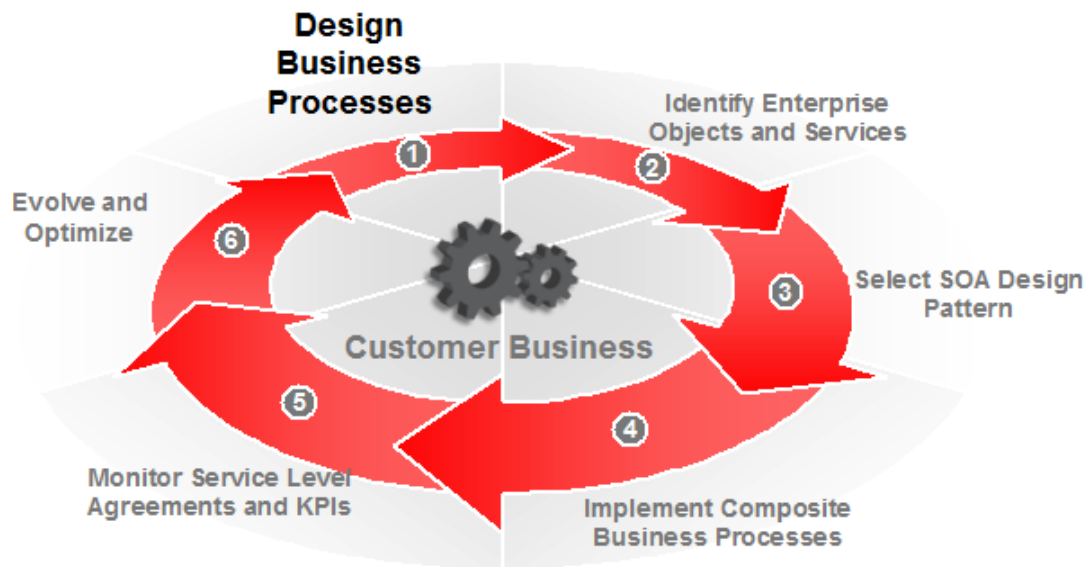 Design
Business
Processes
1
2
Identify Enterprise
Objects and Services
3
Select SOA Design
Pattern
4
Implement Composite
Business Processes
5
Monitor Service Level
Agreements and KPIs
6
Evolve and
Optimize
Customer Business